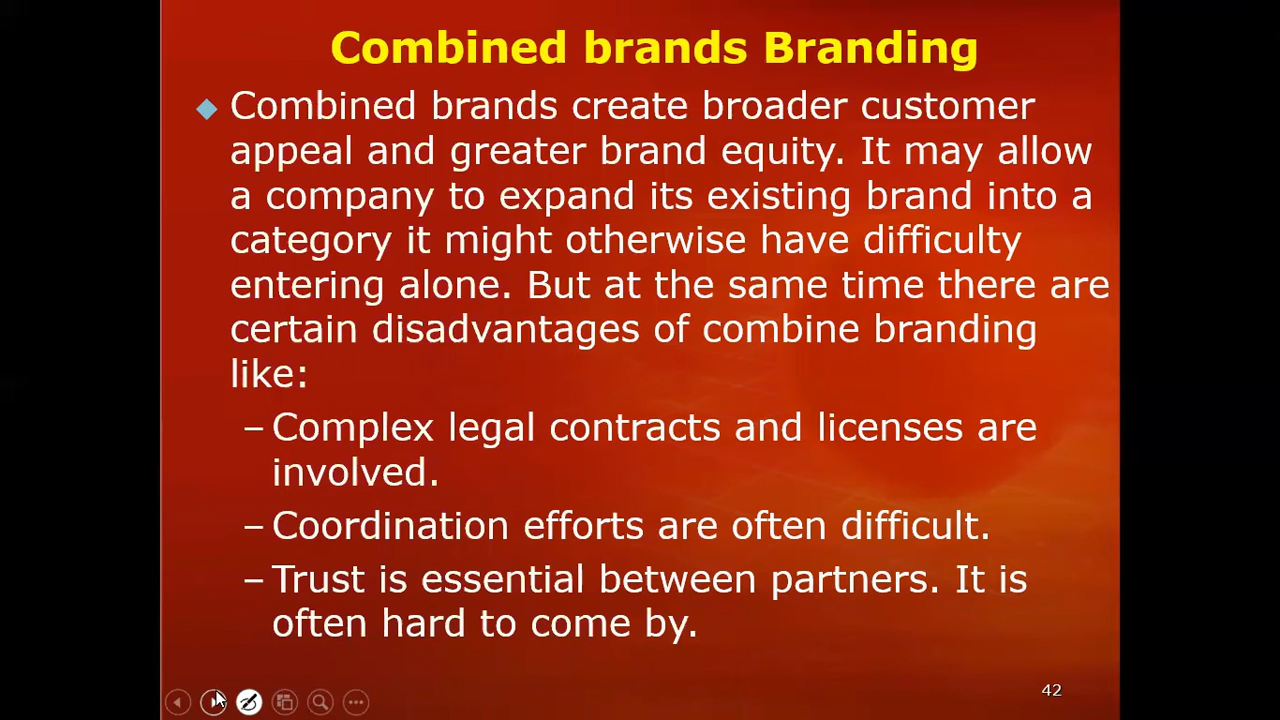 Combined brands Branding
Combined brands create broader customer
appeal and greater brand equity. It may allow
a company to expand its existing brand into a
category it might otherwise have difficulty
entering alone. But at the same time there are
certain disadvantages of combine branding
like:
–Complex legal contracts and licenses are
involved.
–Coordination efforts are often difficult.
–Trust is essential between partners. It is
often hard to come by.
42